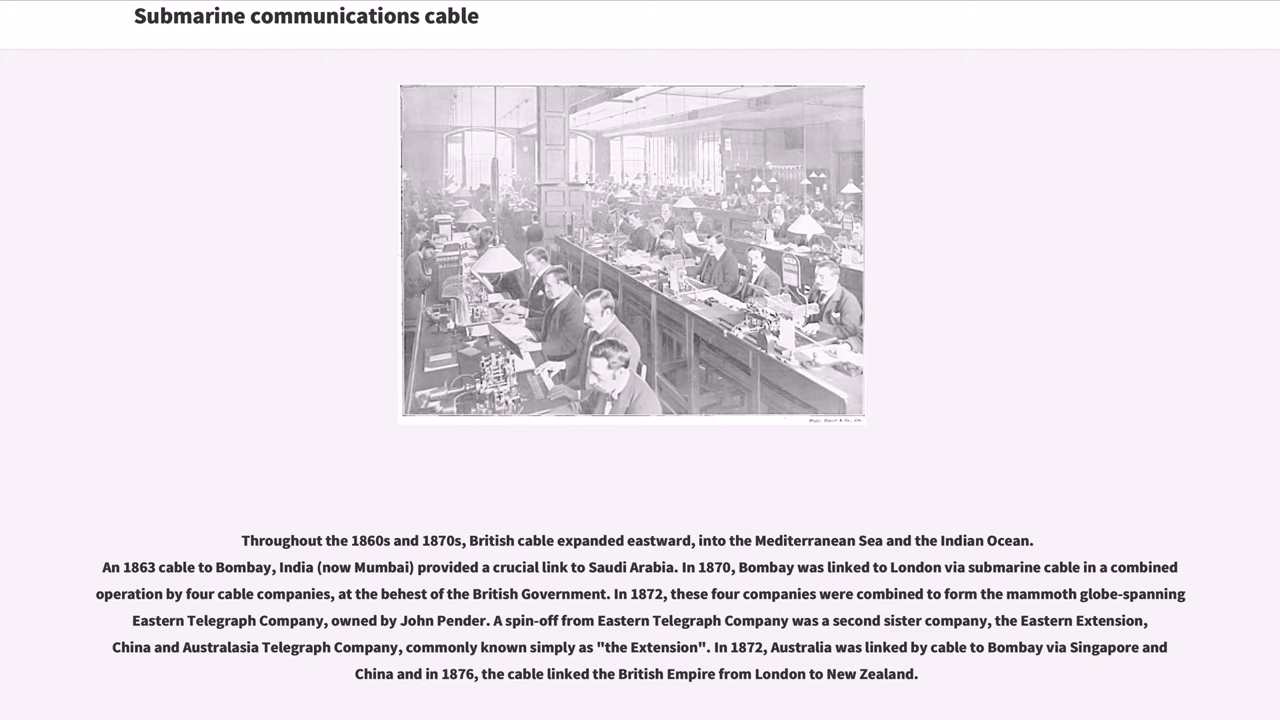 Submarine communications cable
Throughout the 1860s and 1870s, British cable expanded eastward, into the Mediterranean Sea and the Indian Ocean.
An 1863 cable to Bombay, India (now Mumbai) provided a crucial link to Saudi Arabia. In 1870, Bombay was linked to London via submarine cable in a combined
operation by four cable companies, at the behest of the British Government. In 1872, these four companies were combined to form the mammoth globe-spanning
Eastern Telegraph Company, owned by John Pender. A spin-off from Eastern Telegraph Company was a second sister company, the Eastern Extension,
China and Australasia Telegraph Company, commonly known simply as "the Extension". In 1872, Australia was linked by cable to Bombay via Singapore and
China and in 1876, the cable linked the British Empire from London to New Zealand.